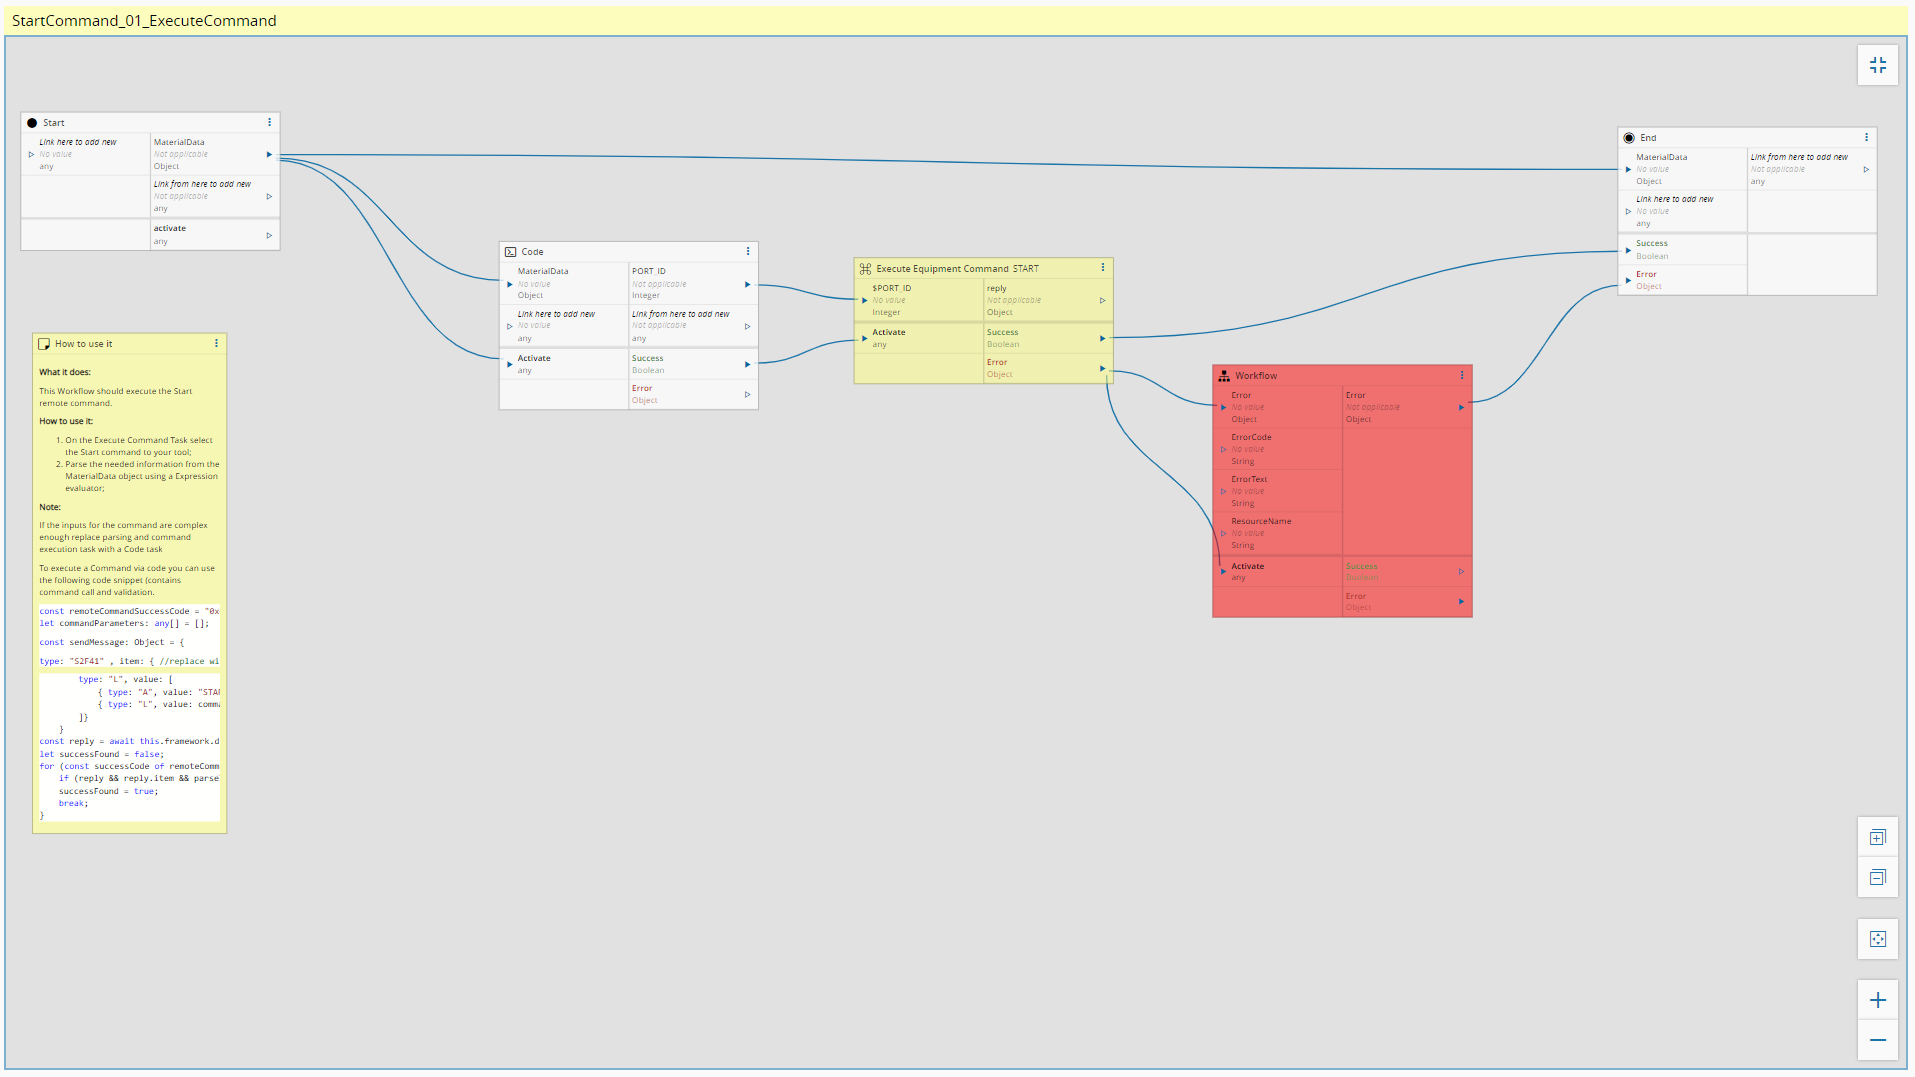 StartCommand_01_ExecuteCommand
Start
Link here to add new
No value
any
MaterialData
Not applicable
Object
Link from here to add new
Not applicable
any
activate
any
How to use it
What it does:
This Workflow should execute the Start
remote command.
How to use it:
1. On the Execute Command Task select
the Start command to your tool;
2. Parse the needed information from the
MaterialData object using a Expression
evaluator;
Note:
If the inputs for the command are complex
enough replace parsing and command
execution task with a Code task
To execute a Command via code you can use
the following code snippet (contains
command call and validation.
const remoteCommandSuccessCode = "0x
let commandParameters: any[] = [];
const sendMessage: Object = {
type: "S2F41" , item: { //replace wi
type: "L", value: [
{ type: "A", value: "STAR
{ type: "L", value: comma
]}
}
const reply = await this.framework.d
let successFound = false;
for (const successCode of remoteComm
if (reply && reply.item && parse
successFound = true;
break;
}
Code
MaterialData
No value
Object
Link here to add new
No value
any
Activate
any
PORT_ID
Not applicable
Integer
Link from here to add new
Not applicable
any
Success
Boolean
Error
Object
Execute Equipment Command START
$PORT_ID
No value
Integer
Activate
any
reply
Not applicable
Object
Success
Boolean
Error
Object
Workflow
Error
No value
Object
ErrorCode
No value
String
ErrorText
No value
String
ResourceName
No value
String
Activate
any
Error
Not applicable
Object
Success
Boolean
Error
Object
End
MaterialData
No value
Object
Link here to add new
No value
any
Success
Boolean
Error
Object
Link from here to add new
Not applicable
any